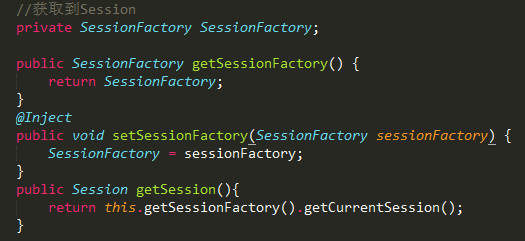 //获取到Session
private SessionFactory SessionFactory;
public SessionFactory getSessionFactory() {
return SessionFactory;
}
@Inject
public void setSessionFactory(SessionFactory sessionFactory) {
SessionFactory = sessionFactory;
}
public Session getSession(){
return this.getSessionFactory().getCurrentSession();
}